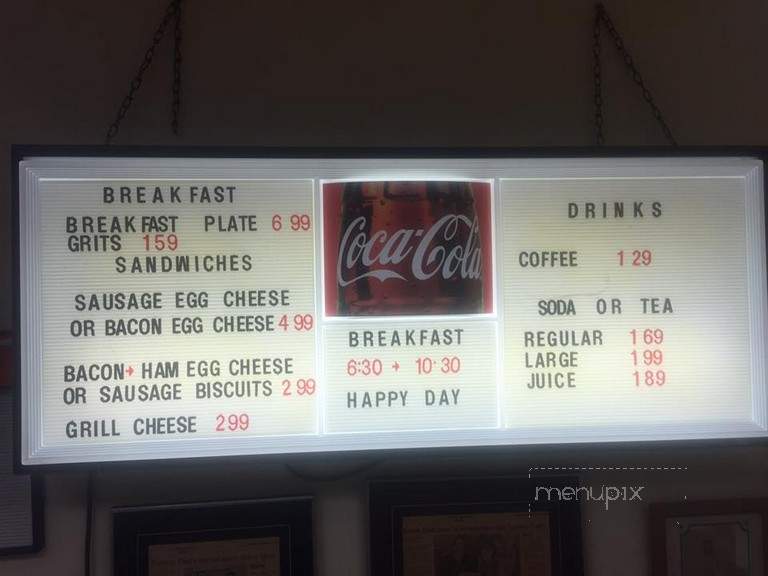 BREAKFAST
BREAKFAST PLATE 6 99
GRITS 159
SANDWICHES
SAUSAGE EGG CHEESE
OR BACON EGG CHEESE 4 99
BACON→ HAM EGG CHEESE
OR SAUSAGE BISCUITS 2 99
GRILL CHEESE 299
Coca-Cola
BREAKFAST
6:30 → 10:30
HAPPY DAY
DRINKS
COFFEE 1 29
SODA OR TEA
REGULAR 1 69
LARGE 1 99
JUICE 1 89
menupix